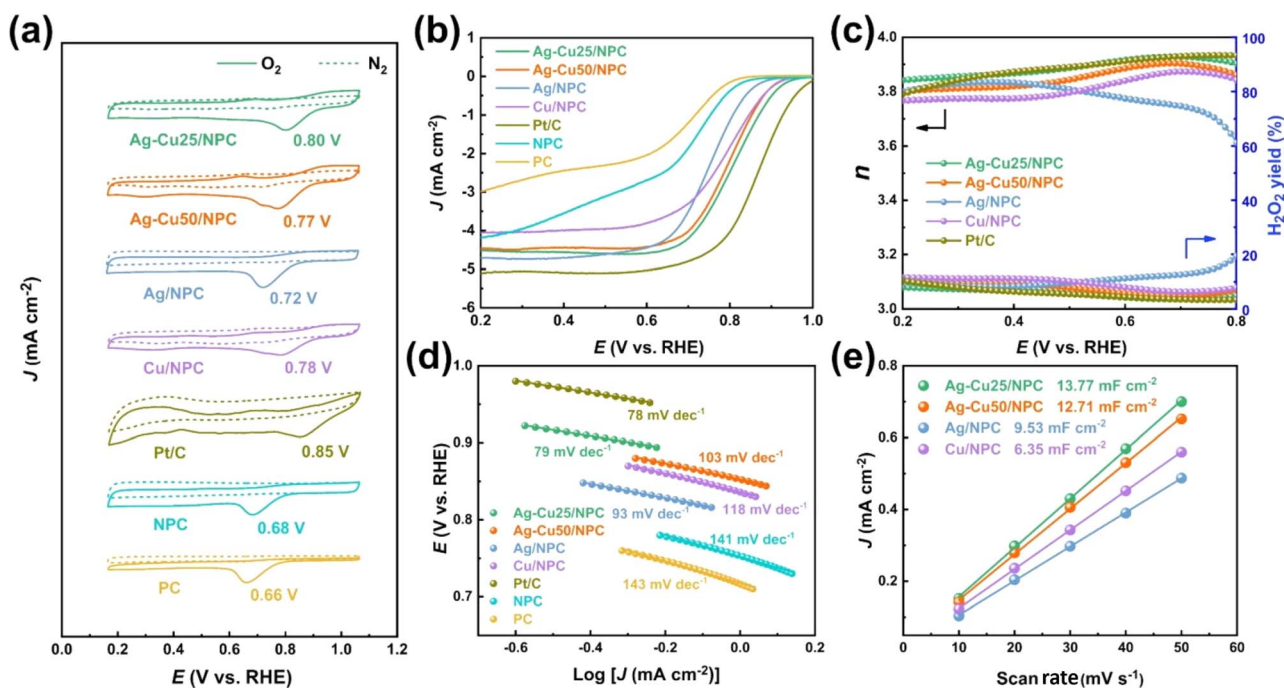 (a)
O2 N2
Ag-Cu25/NPC 0.80 V
Ag-Cu50/NPC 0.77 V
Ag/NPC 0.72 V
Cu/NPC 0.78 V
Pt/C 0.85 V
NPC 0.68 V
PC 0.66 V
J (mA cm-2)
0.0 0.2 0.4 0.6 0.8 1.0 1.2
E (V vs. RHE)
(b)
Ag-Cu25/NPC
Ag-Cu50/NPC
Ag/NPC
Cu/NPC
Pt/C
NPC
PC
J (mA cm-2)
1
0
-1
-2
-3
-4
-5
-6
0.2 0.4 0.6 0.8 1.0
E (V vs. RHE)
(c)
n
4.0
3.8
3.6
3.4
3.2
3.0
Ag-Cu25/NPC
Ag-Cu50/NPC
Ag/NPC
Cu/NPC
Pt/C
100
90
80
70
60
50
40
30
20
10
0
H2O2 yield (%)
0.2 0.4 0.6 0.8
E (V vs. RHE)
(d)
E (V vs. RHE)
1.0
0.9
0.8
0.7
78 mV dec-1
79 mV dec-1
103 mV dec-1
93 mV dec-1
118 mV dec-1
141 mV dec-1
143 mV dec-1
Ag-Cu25/NPC
Ag-Cu50/NPC
Ag/NPC
Cu/NPC
Pt/C
NPC
PC
-0.6 -0.4 -0.2 0.0 0.2
Log [J (mA cm-2)]
(e)
Ag-Cu25/NPC 13.77 mF cm-2
Ag-Cu50/NPC 12.71 mF cm-2
Ag/NPC 9.53 mF cm-2
Cu/NPC 6.35 mF cm-2
J (mA cm-2)
0.8
0.6
0.4
0.2
0 10 20 30 40 50 60
Scan rate (mV s-1)